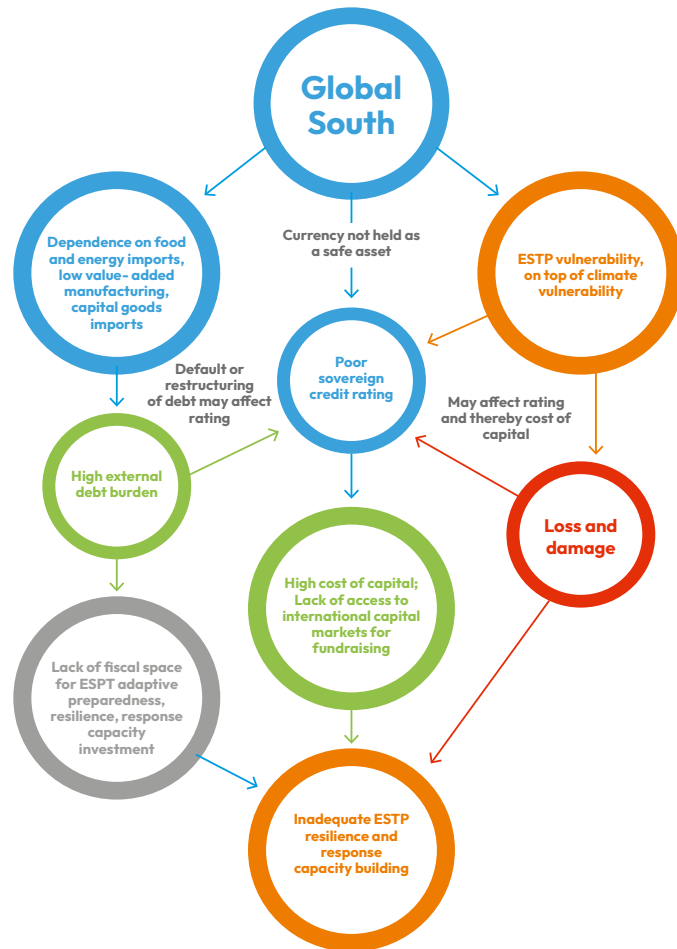 Global
South
Dependence on food
and energy imports,
low value- added
manufacturing,
capital goods
imports
Currency not held as
a safe asset
ESTP vulnerability,
on top of climate
vulnerability
Default or
restructuring
of debt may affect
rating
Poor
sovereign
credit rating
May affect rating
and thereby cost of
capital
High external
debt burden
Loss and
damage
High cost of capital;
Lack of access to
international capital
markets for
fundraising
Lack of fiscal space
for ESPT adaptive
preparedness,
resilience, response
capacity
investment
Inadequate ESTP
resilience and
response
capacity building